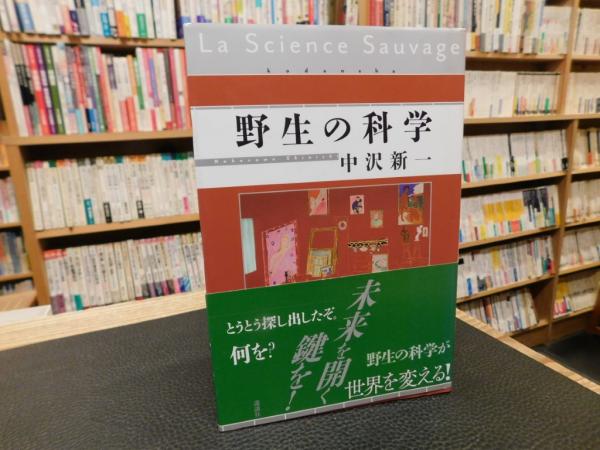 La Science Sauvage
kodansha
野生の科学
Nakazawa Shinichi
中沢新一
とうとう探し出したぞ。
何を?
未来を開く
鍵を!
野生の科学が
世界を変える!
講談社